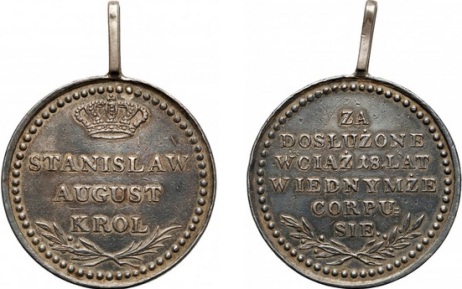 STANISLAW
AUGUST
KROL
ZA
DOSŁUŻONE
WCIĄŻ 18·LAT
WIEDNYMŻE
CORPU-
SIE.